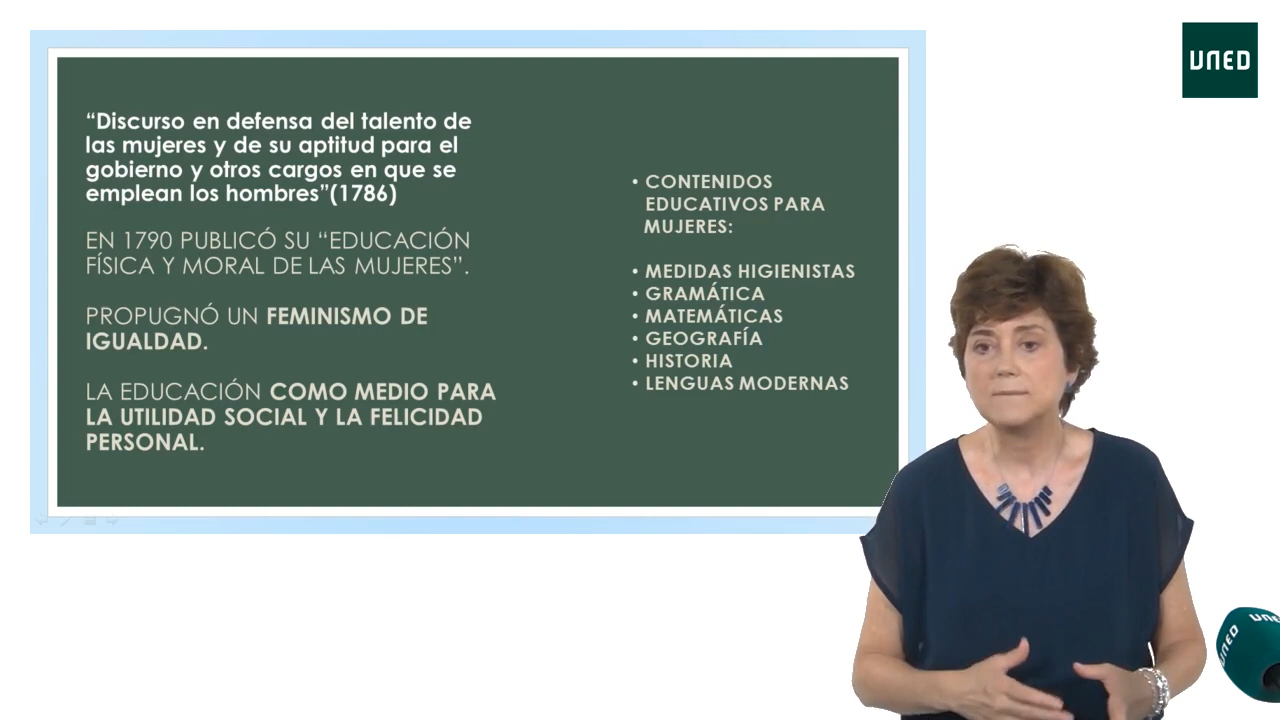 “Discurso en defensa del talento de
las mujeres y de su aptitud para el
gobierno y otros cargos en que se
emplean los hombres”(1786)
EN 1790 PUBLICÓ SU “EDUCACIÓN
FÍSICA Y MORAL DE LAS MUJERES”.
PROPUGNÓ UN FEMINISMO DE
IGUALDAD.
LA EDUCACIÓN COMO MEDIO PARA
LA UTILIDAD SOCIAL Y LA FELICIDAD
PERSONAL.
• CONTENIDOS
EDUCATIVOS PARA
MUJERES:
• MEDIDAS HIGIENISTAS
• GRAMÁTICA
• MATEMÁTICAS
• GEOGRAFÍA
• HISTORIA
• LENGUAS MODERNAS
UNED
UNED
UNE